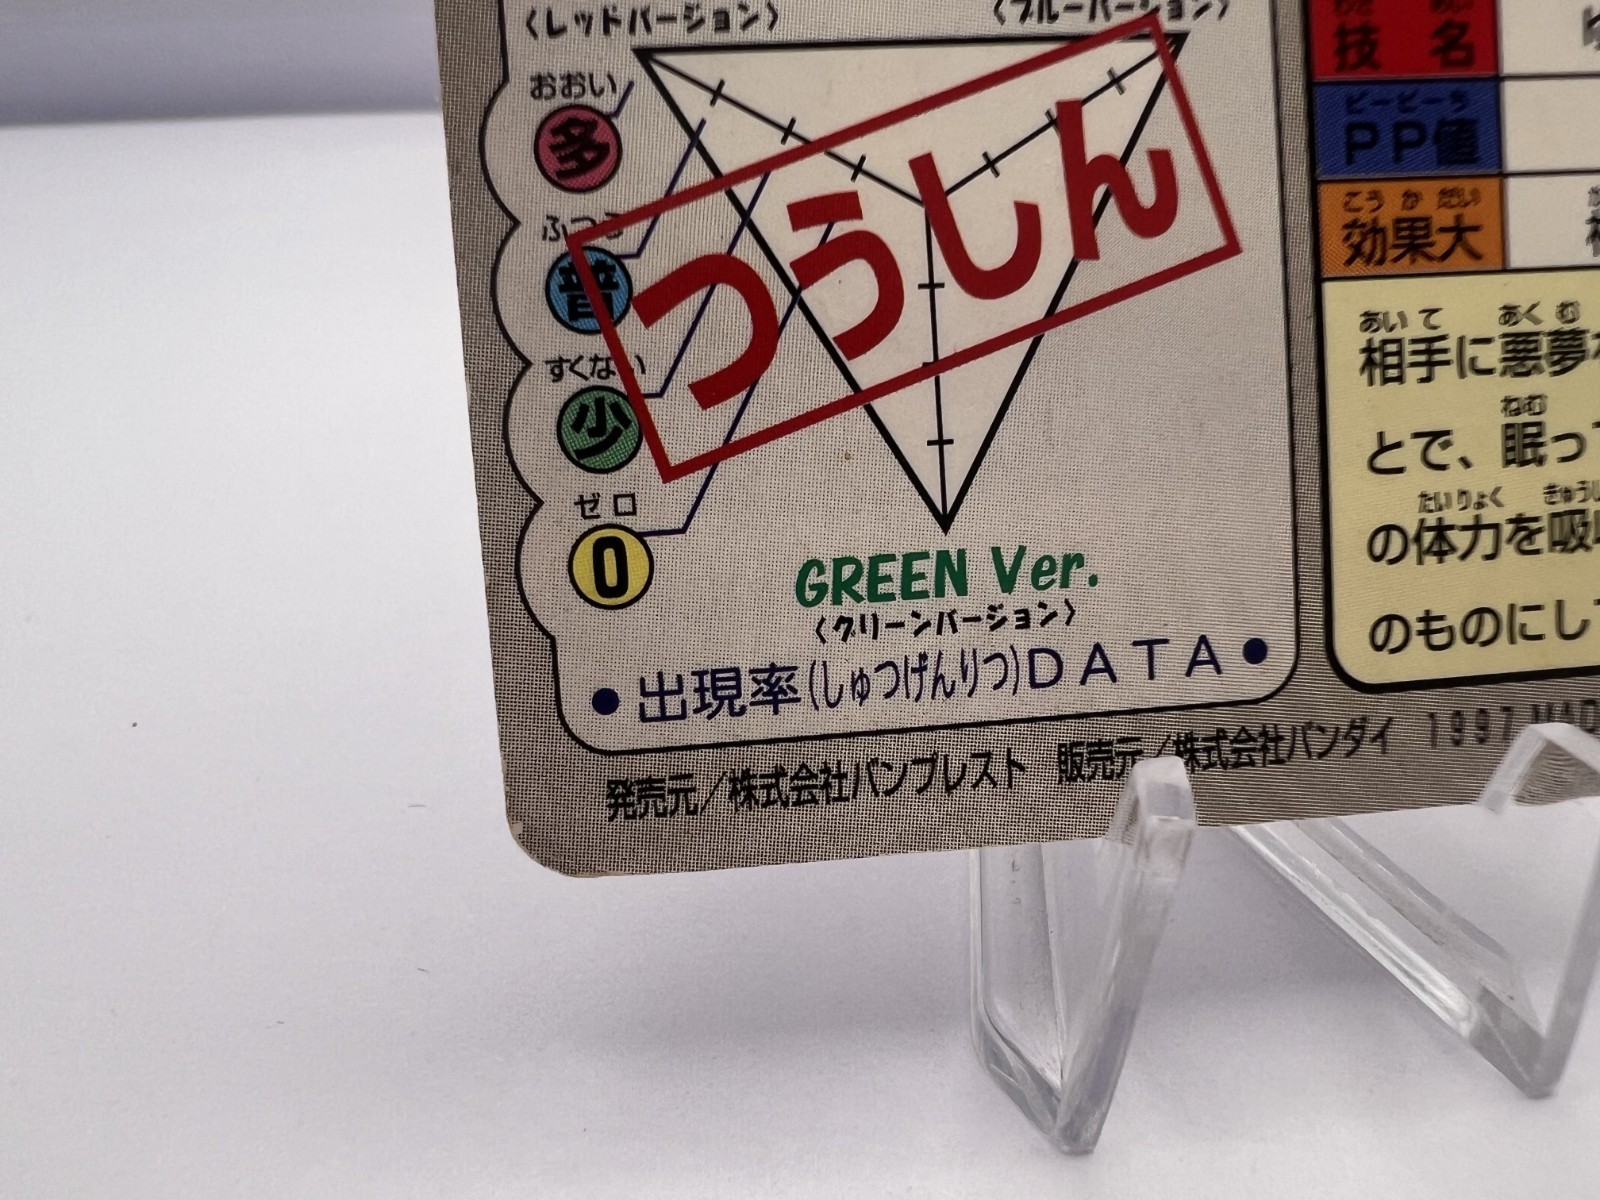 〈レッドバージョン〉
〈ブルーバージョン〉
おおい
多
ふつう
普
すくない
少
ゼロ
0
つうしん
GREEN Ver.
〈グリーンバージョン〉
●出現率(しゅつげんりつ)DATA●
技名
ピーピーち
PP値
こうかだい
効果大
あいて あくむ
相手に悪夢
ねむ
とで、眠っ
たいりょく きゅうし
の体力を吸
のものにし
発売元/株式会社バンプレスト 販売元/株式会社バンダイ 1997